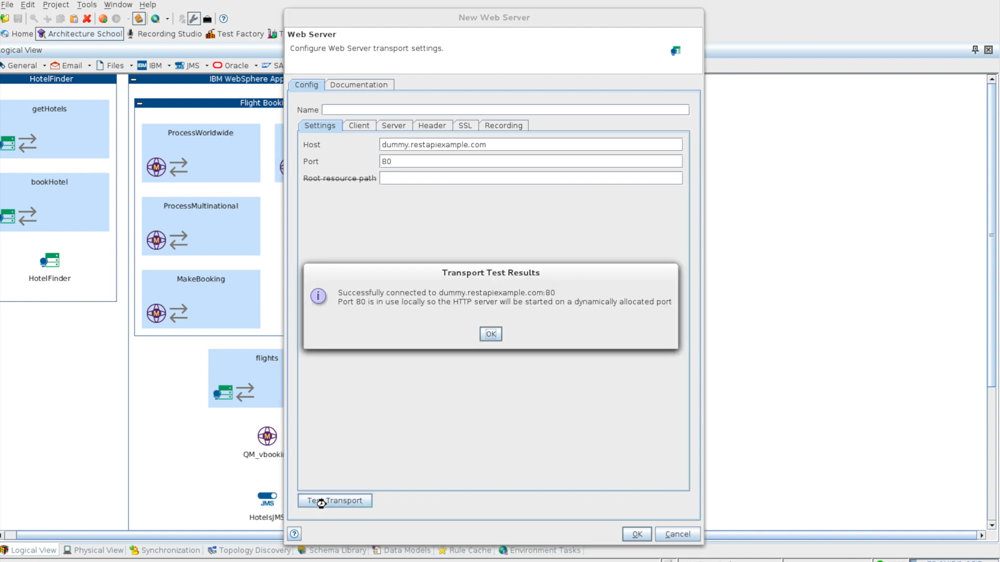 File Edit Project Tools Window Help
Home Architecture School Recording Studio Test Factory
ogical View
General Email Files IBM IBM JMS JMS Oracle SAP SA
HotelFinder
getHotels
bookHotel
HotelFinder
IBM WebSphere App
Flight Booki
ProcessWorldwide
M
ProcessMultinational
M
MakeBooking
M
flights
M
QM_vbooki
JMS
HotelsJMS
New Web Server
Web Server
Configure Web Server transport settings.
Config Documentation
Name
Settings Client Server Header SSL Recording
Host dummy.restapiexample.com
Port 80
Root resource path
Transport Test Results
i
Successfully connected to dummy.restapiexample.com:80
Port 80 is in use locally so the HTTP server will be started on a dynamically allocated port
OK
Test Transport
? OK Cancel
Logical View Physical View Synchronization Topology Discovery Schema Library Data Models Rule Cache Environment Tasks